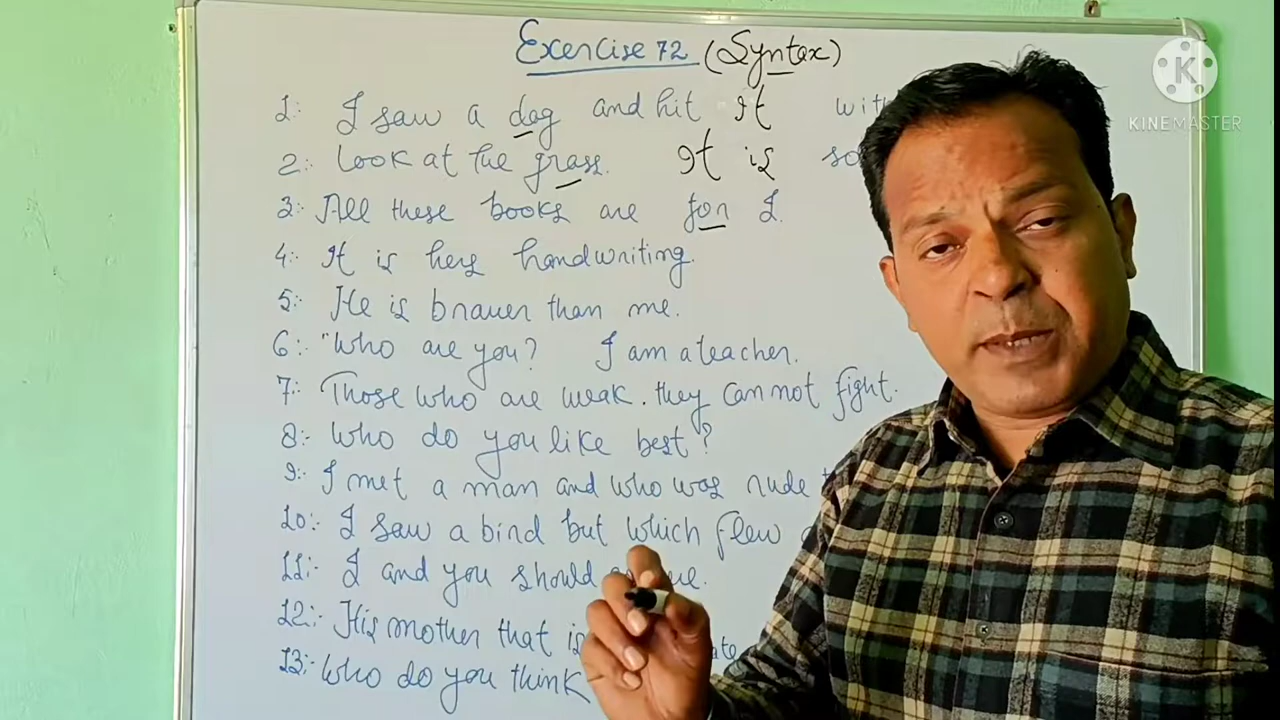 Exercise 72 (Syntax)
1:- I saw a dog and hit It with
2:- Look at the grass. It is so
3:- All these books are for I.
4:- It is hers handwriting.
5:- He is braver than me.
6:- "Who are you? I am a teacher.
7:- Those who are weak. they can not fight.
8:- Who do you like best?
9:- I met a man and who was rude
10:- I saw a bird but which flew
11:- I and you should
12:- His mother that is
13:- Who do you think
K
KINEMASTER